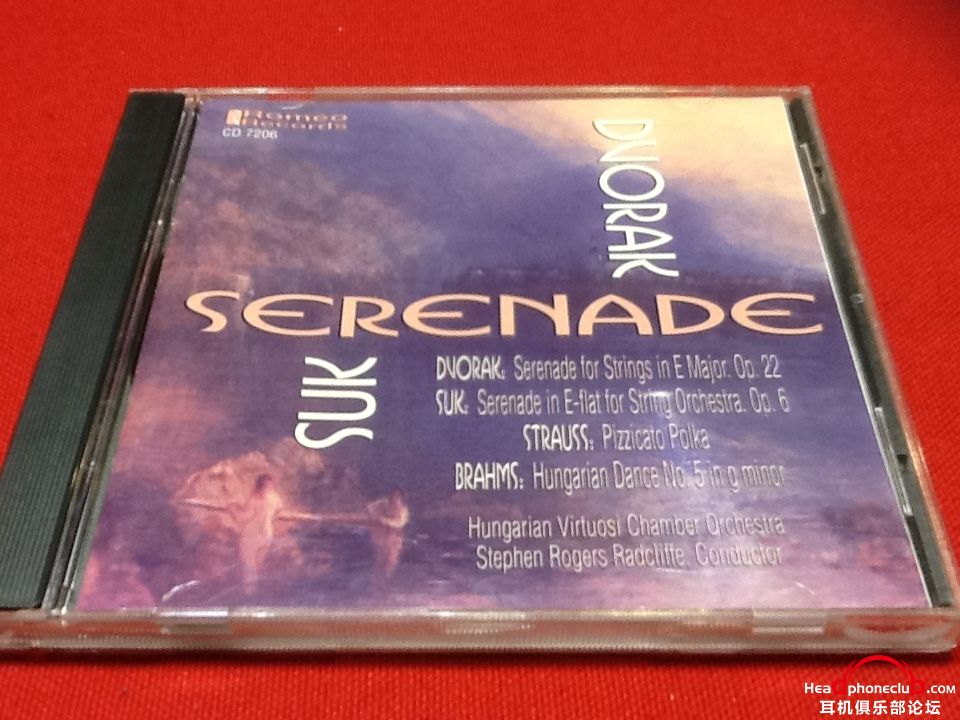 Romeo
Records
CD 7206
DVORAK
SERENADE
SUK
DVORAK: Serenade for Strings in E Major, Op. 22
SUK: Serenade in E-flat for String Orchestra, Op. 6
STRAUSS: Pizzicato Polka
BRAHMS: Hungarian Dance No. 5 in g minor
Hungarian Virtuosi Chamber Orchestra
Stephen Rogers Radcliffe, Conductor
Headphoneclub.com
耳机俱乐部论坛